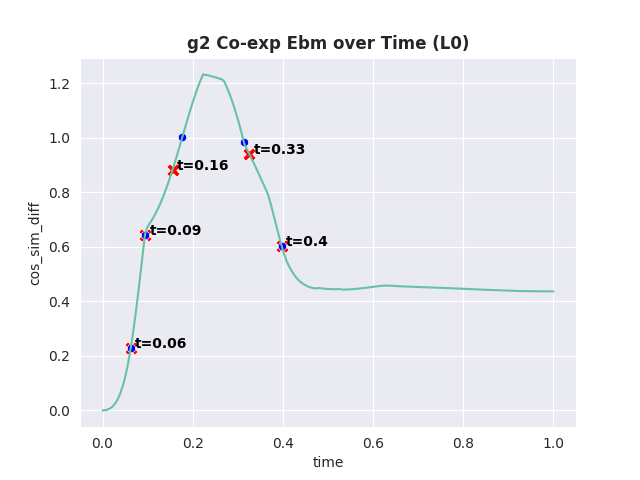 g2 Co-exp Ebm over Time (L0)
1.2
1.0
0.8
0.6
0.4
0.2
0.0
cos_sim_diff
t=0.33
t=0.16
t=0.09
t=0.4
t=0.06
0.0 0.2 0.4 0.6 0.8 1.0
time